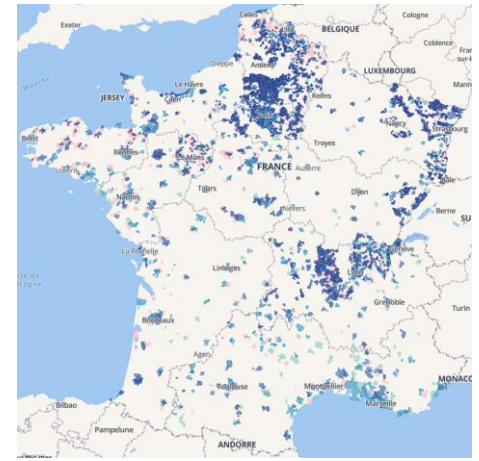 Exeter
Calais
Lille
BELGIQUE
Cologne
Coblence
Manche
Dieppe
Amiens
LUXEMBOURG
JERSEY
Le Havre
Caen
Reims
Nancy
Strasbourg
Brest
Rennes
Le Mans
Troyes
Lorient
FRANCE
Auxerre
Bâle
Nantes
Tours
Dijon
Nevers
Berne
La Rochelle
Genève
Limoges
Lyon
Grenoble
Turin
Bordeaux
Agen
Toulouse
Montpellier
MONACO
Marseille
Bilbao
Pampelune
ANDORRE